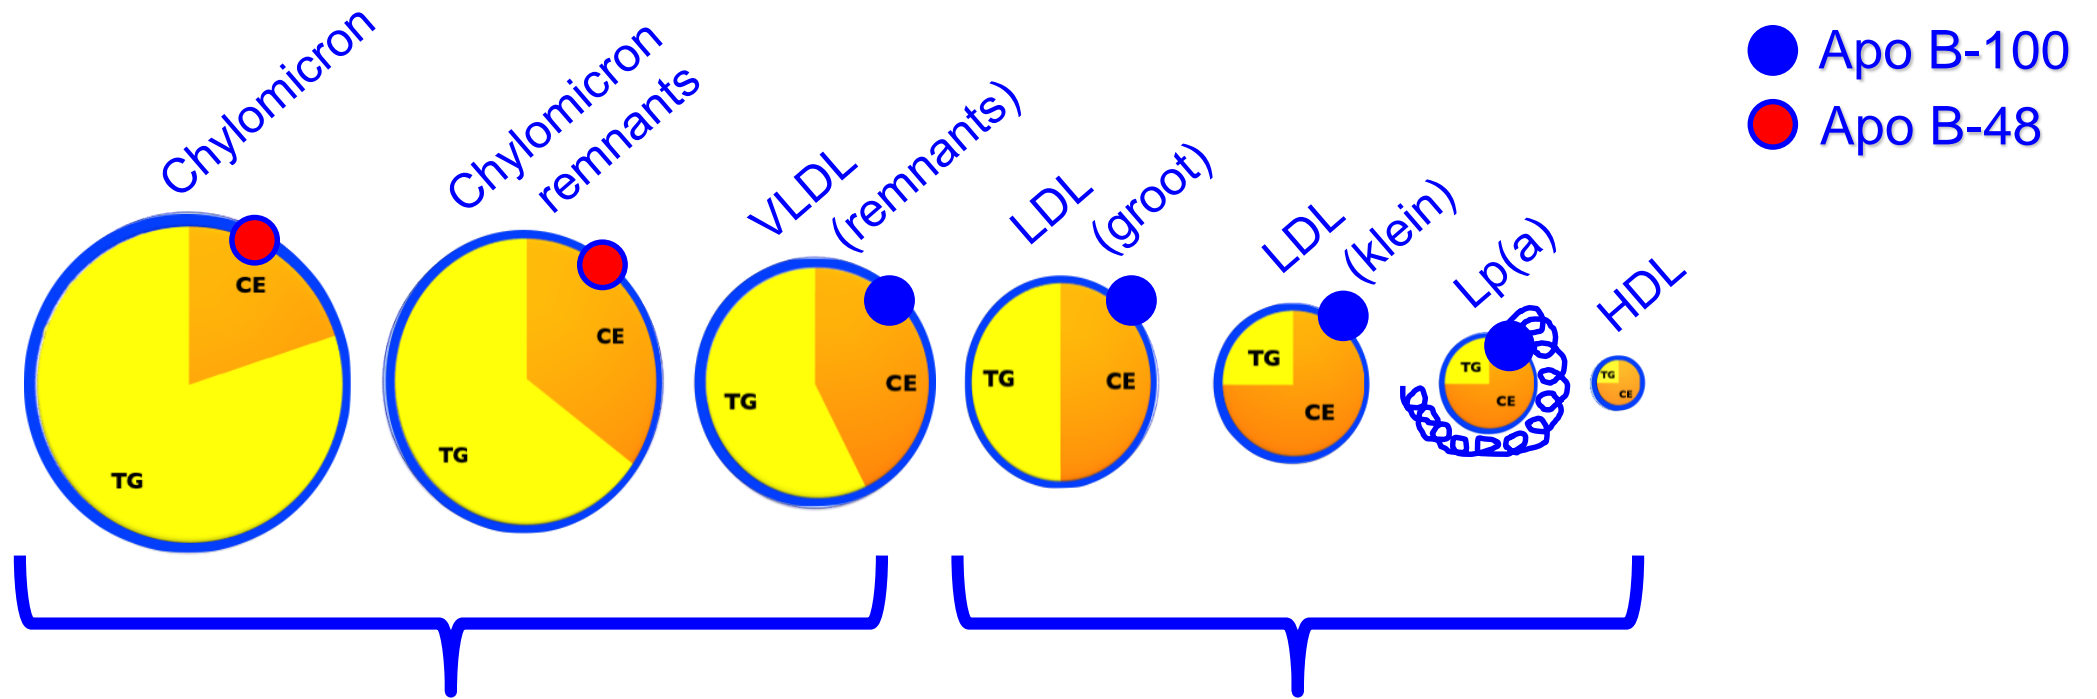 Chylomicron
Chylomicron
remnants
VLDL
(remnants)
LDL
(groot)
LDL
(klein)
Lp(a)
HDL
Apo B-100
Apo B-48
CE
TG
CE
TG
CE
TG
TG
CE
TG
CE
TG
CE
TG
CE